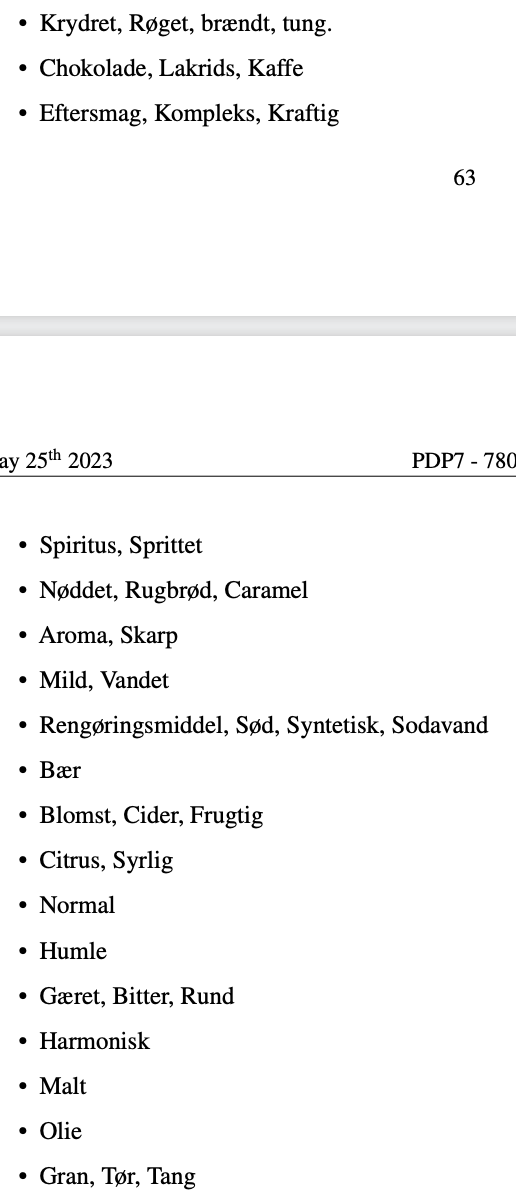 • Krydret, Røget, brændt, tung.
• Chokolade, Lakrids, Kaffe
• Eftersmag, Kompleks, Kraftig
63
ay 25th 2023 PDP7 - 780
• Spiritus, Sprittet
• Nøddet, Rugbrød, Caramel
• Aroma, Skarp
• Mild, Vandet
• Rengøringsmiddel, Sød, Syntetisk, Sodavand
• Bær
• Blomst, Cider, Frugtig
• Citrus, Syrlig
• Normal
• Humle
• Gæret, Bitter, Rund
• Harmonisk
• Malt
• Olie
• Gran, Tør, Tang